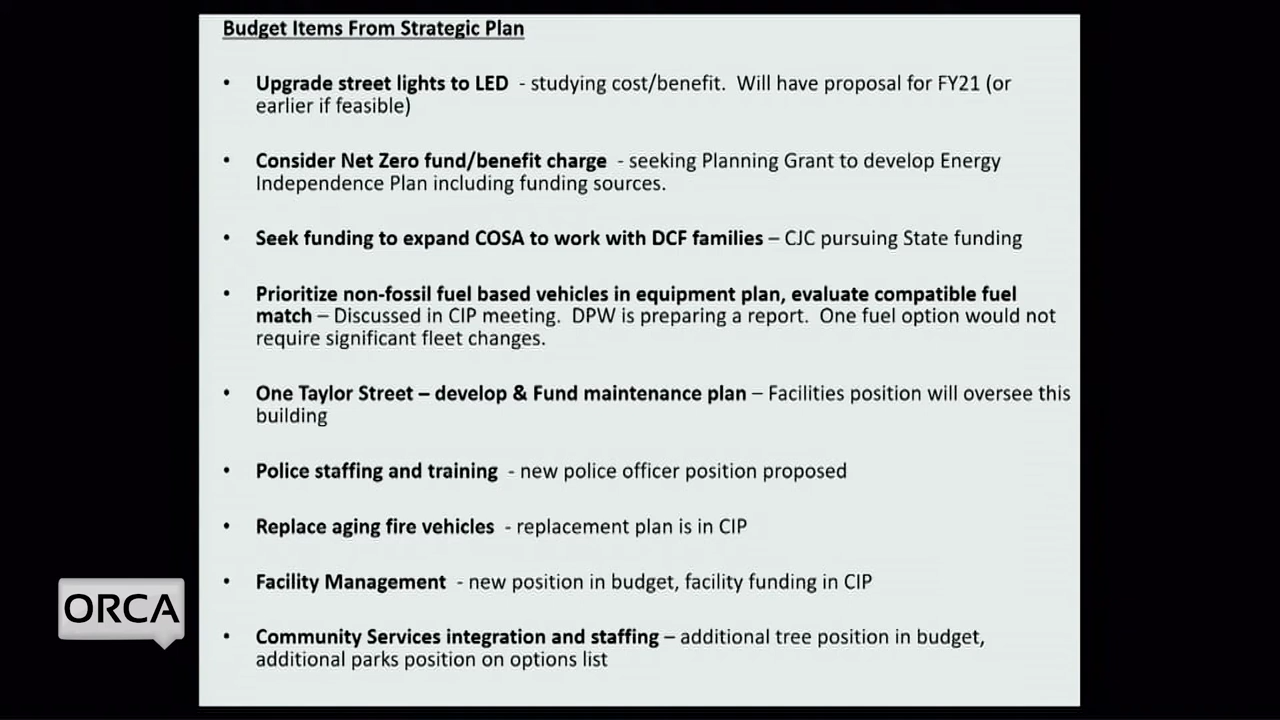 Budget Items From Strategic Plan
• Upgrade street lights to LED - studying cost/benefit. Will have proposal for FY21 (or
earlier if feasible)
• Consider Net Zero fund/benefit charge - seeking Planning Grant to develop Energy
Independence Plan including funding sources.
• Seek funding to expand COSA to work with DCF families – CJC pursuing State funding
• Prioritize non-fossil fuel based vehicles in equipment plan, evaluate compatible fuel
match – Discussed in CIP meeting. DPW is preparing a report. One fuel option would not
require significant fleet changes.
• One Taylor Street – develop & Fund maintenance plan – Facilities position will oversee this
building
• Police staffing and training - new police officer position proposed
• Replace aging fire vehicles - replacement plan is in CIP
• Facility Management - new position in budget, facility funding in CIP
• Community Services integration and staffing – additional tree position in budget,
additional parks position on options list
ORCA